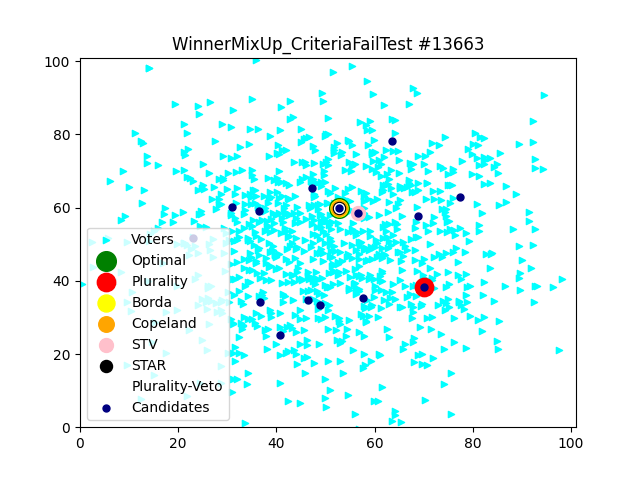 WinnerMixUp_CriteriaFailTest #13663
100
80
60
40
20
0
Voters
Optimal
Plurality
Borda
Copeland
STV
STAR
Plurality-Veto
Candidates
0 20 40 60 80 100